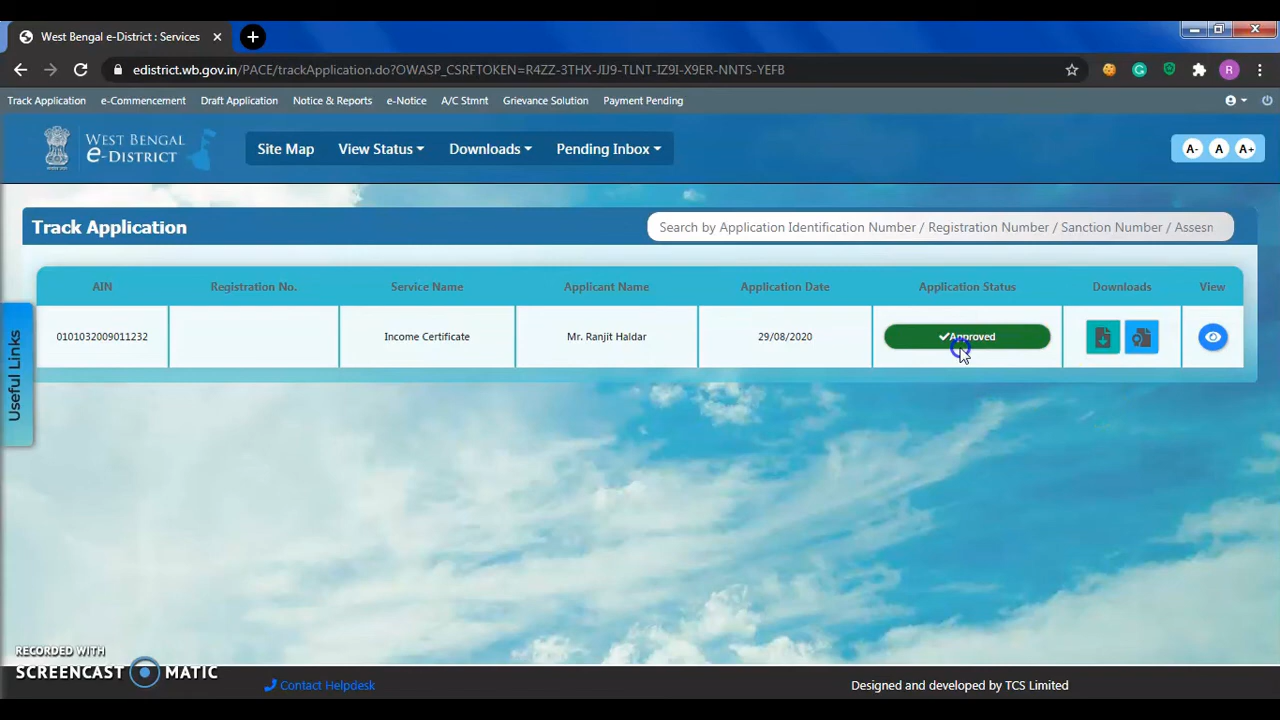 West Bengal e-District : Services
edistrict.wb.gov.in/PACE/trackApplication.do?OWASP_CSRFTOKEN=R4ZZ-3THX-JIJ9-TLNT-IZ9I-X9ER-NNTS-YEFB
R
Track Application e-Commencement Draft Application Notice & Reports e-Notice A/C Stmnt Grievance Solution Payment Pending
WEST BENGAL
e-DISTRICT
Site Map View Status Downloads Pending Inbox
A- A A+
Track Application
Search by Application Identification Number / Registration Number / Sanction Number / Assesn
AIN Registration No. Service Name Applicant Name Application Date Application Status Downloads View
0101032009011232 Income Certificate Mr. Ranjit Haldar 29/08/2020 Approved
Useful Links
RECORDED WITH
SCREENCAST MATIC
Contact Helpdesk
Designed and developed by TCS Limited